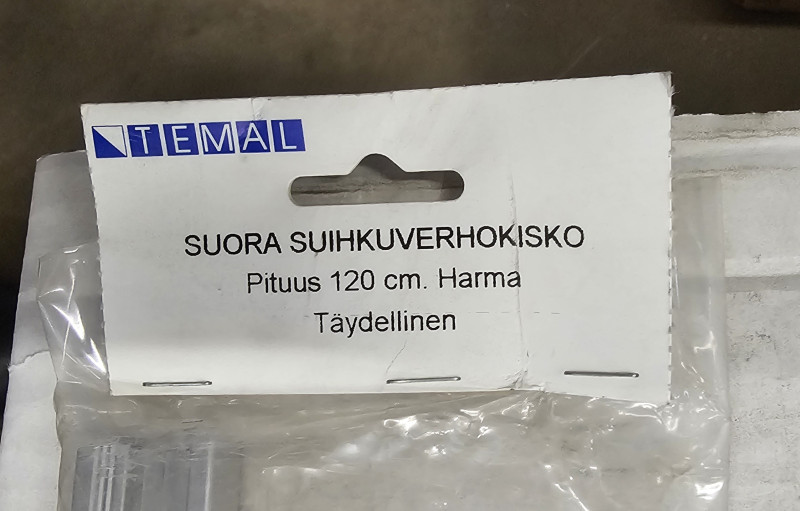 TEMAL
SUORA SUIHKUVERHOKISKO
Pituus 120 cm. Harma
Täydellinen